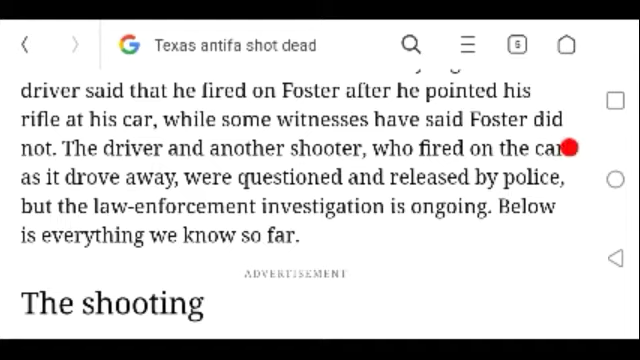 Texas antifa shot dead
6
driver said that he fired on Foster after he pointed his
rifle at his car, while some witnesses have said Foster did
not. The driver and another shooter, who fired on the car
as it drove away, were questioned and released by police,
but the law-enforcement investigation is ongoing. Below
is everything we know so far.
ADVERTISEMENT
The shooting